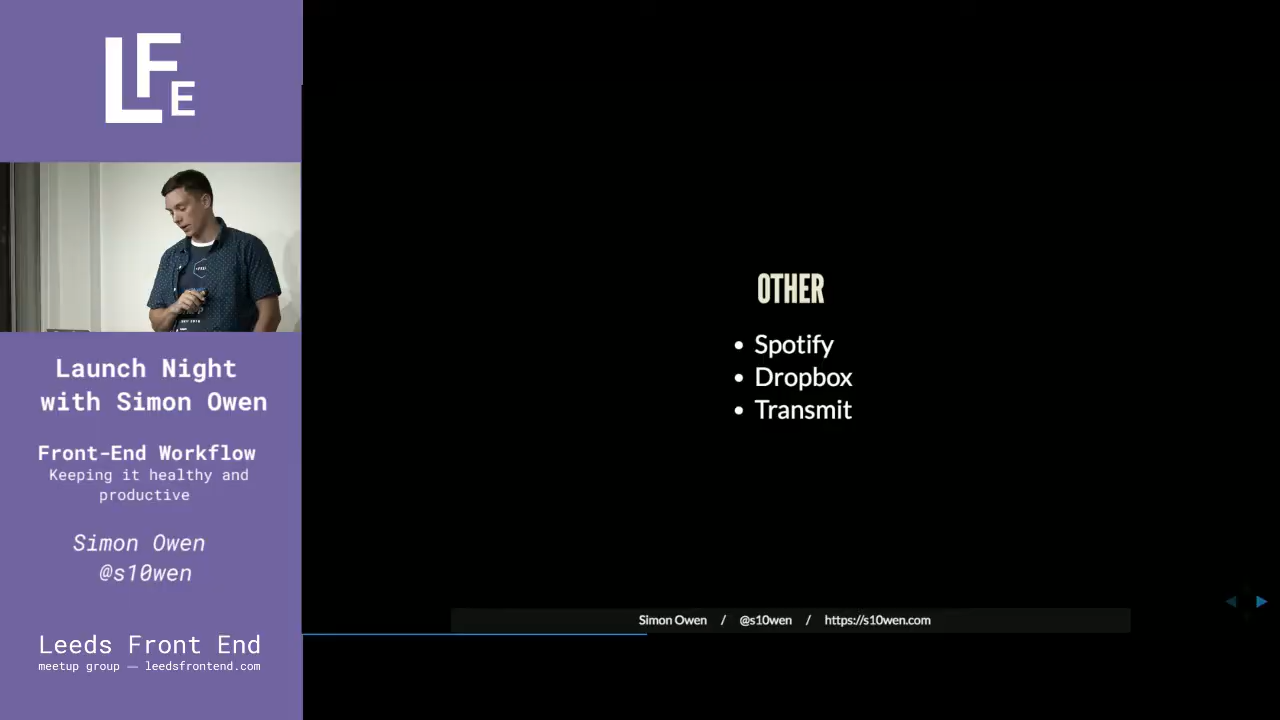 LFE
Launch Night
with Simon Owen
Front-End Workflow
Keeping it healthy and
productive
Simon Owen
@s10wen
Leeds Front End
meetup group — leedsfrontend.com
OTHER
• Spotify
• Dropbox
• Transmit
Simon Owen / @s10wen / https://s10wen.com